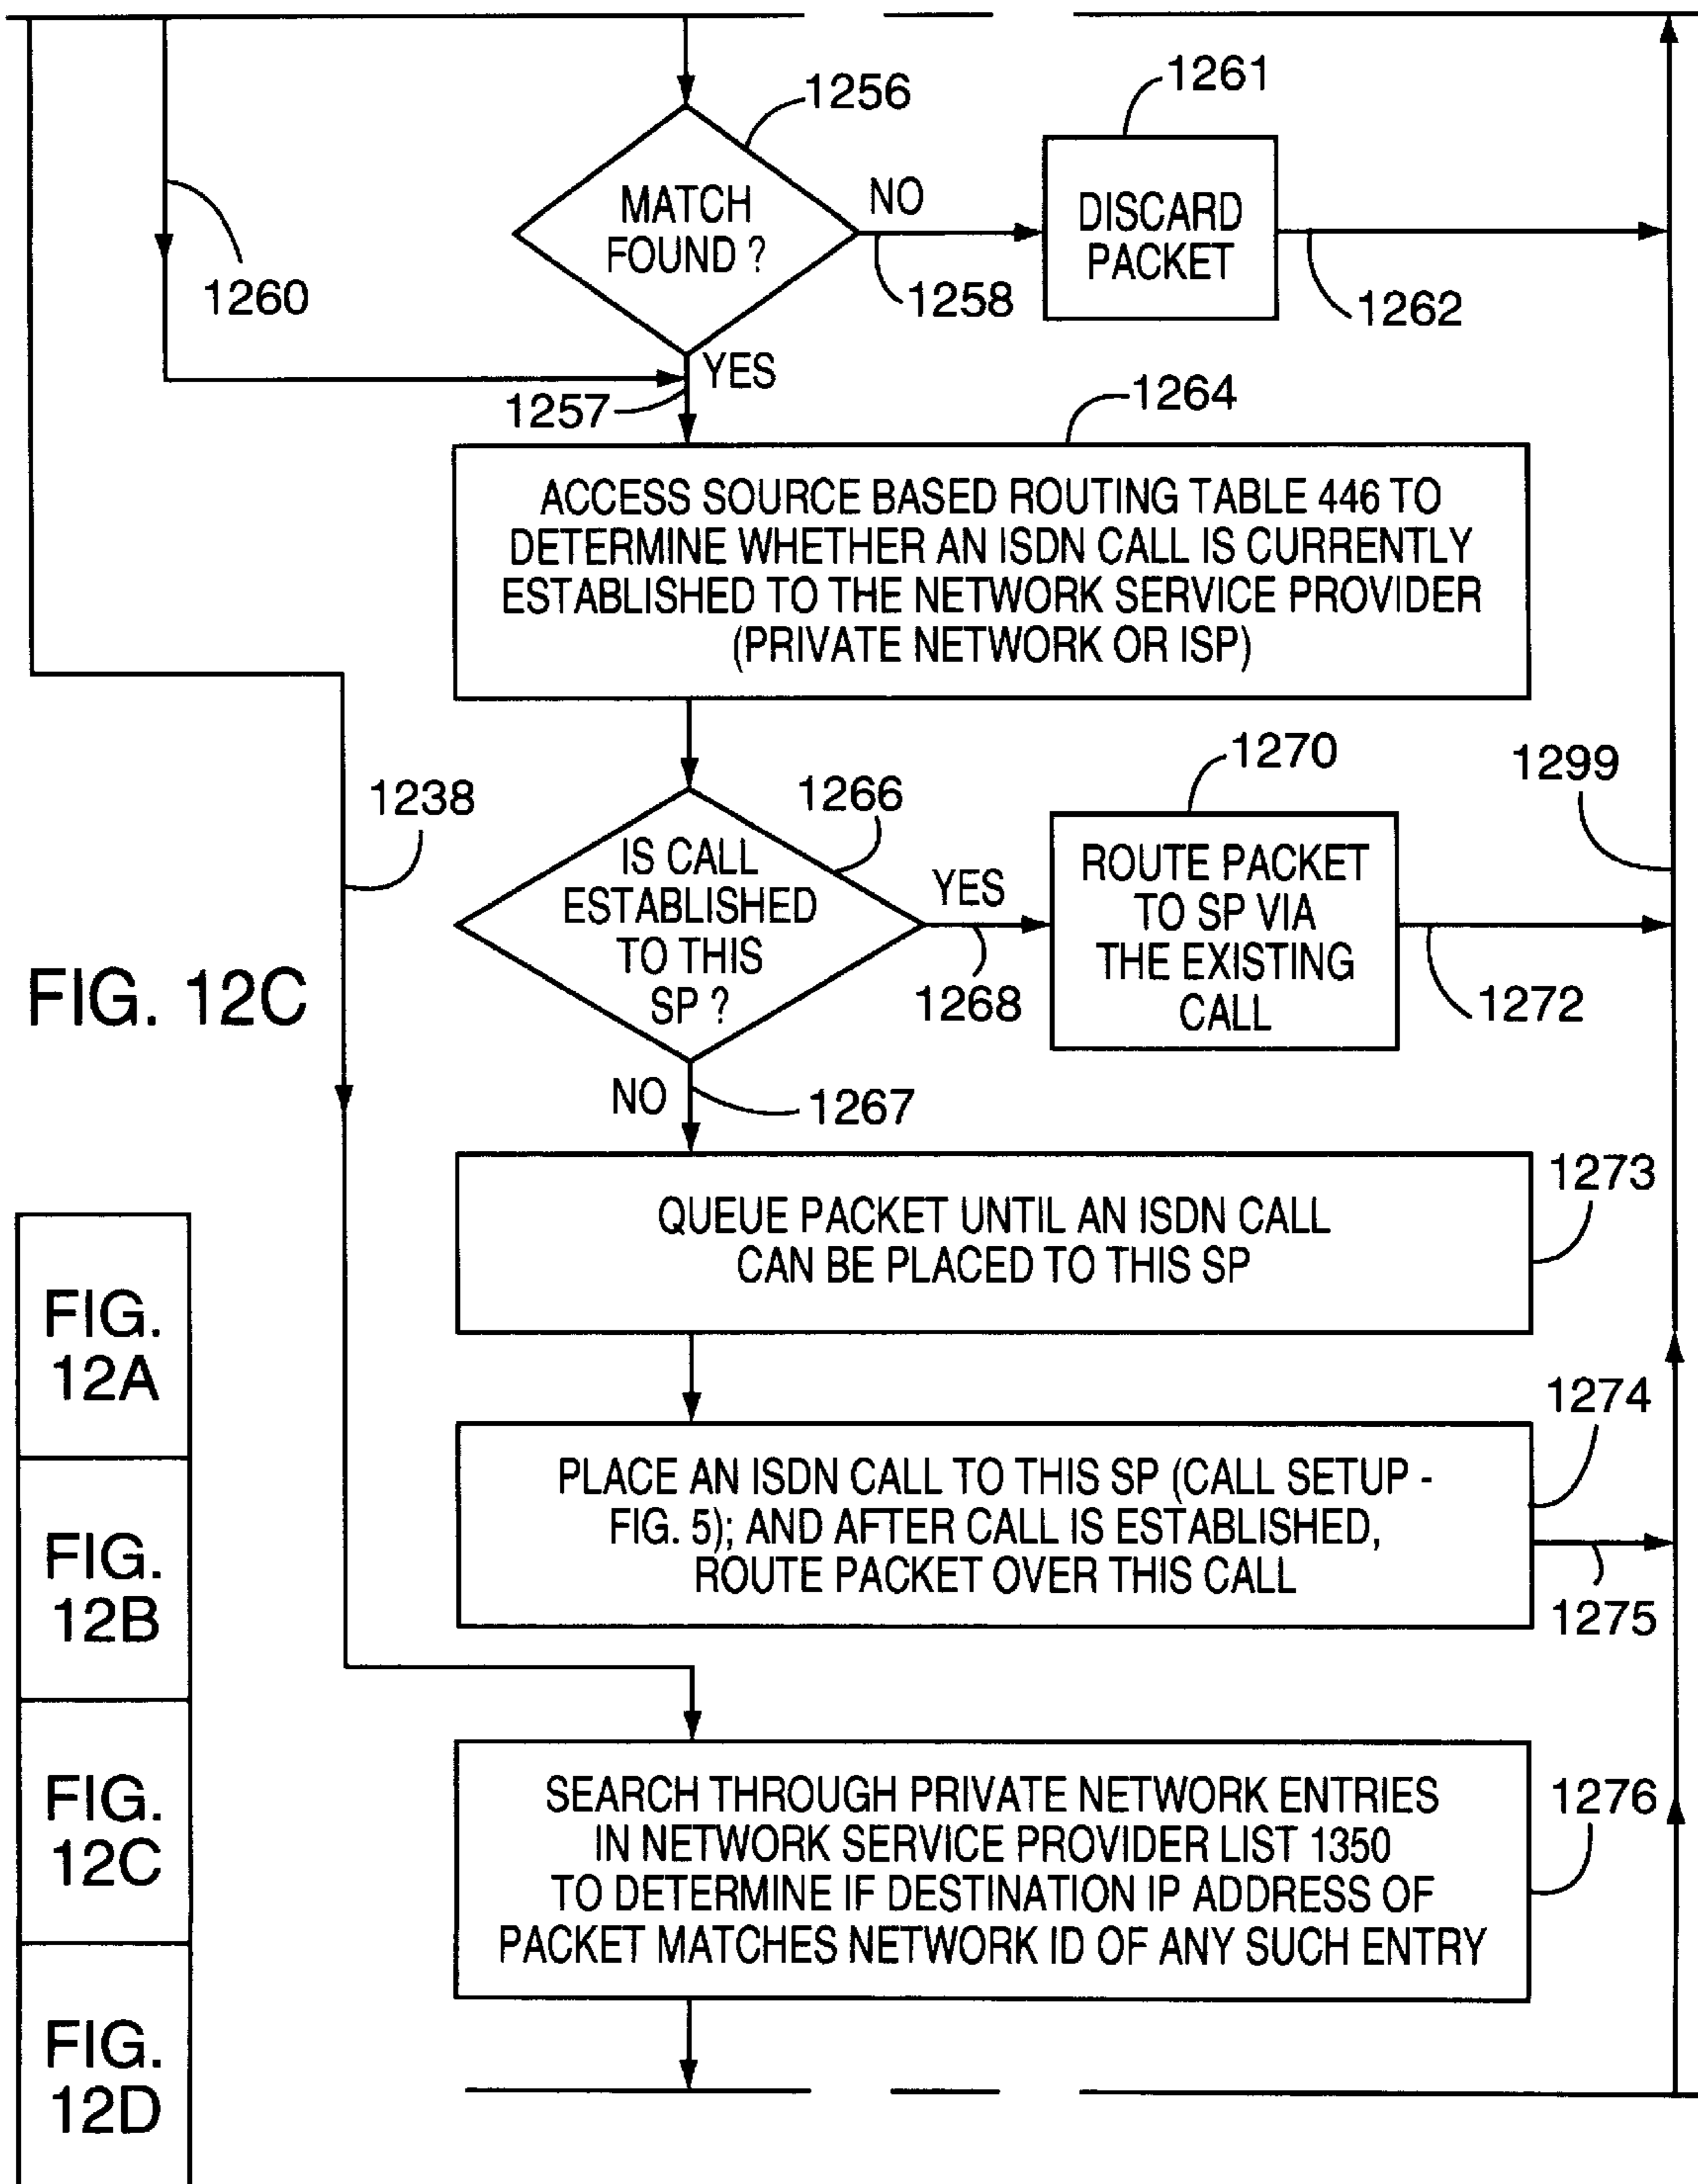 1256
1261
MATCH
FOUND ?
NO
DISCARD
PACKET
1260
1258
1262
YES
1257
1264
ACCESS SOURCE BASED ROUTING TABLE 446 TO
DETERMINE WHETHER AN ISDN CALL IS CURRENTLY
ESTABLISHED TO THE NETWORK SERVICE PROVIDER
(PRIVATE NETWORK OR ISP)
1238
1266
1270
1299
IS CALL
ESTABLISHED
TO THIS
SP ?
YES
ROUTE PACKET
TO SP VIA
THE EXISTING
CALL
FIG. 12C
1268
1272
NO
1267
1273
QUEUE PACKET UNTIL AN ISDN CALL
CAN BE PLACED TO THIS SP
1274
PLACE AN ISDN CALL TO THIS SP (CALL SETUP -
FIG. 5); AND AFTER CALL IS ESTABLISHED,
ROUTE PACKET OVER THIS CALL
1275
SEARCH THROUGH PRIVATE NETWORK ENTRIES
IN NETWORK SERVICE PROVIDER LIST 1350
TO DETERMINE IF DESTINATION IP ADDRESS OF
PACKET MATCHES NETWORK ID OF ANY SUCH ENTRY
1276
FIG.
12A
FIG.
12B
FIG.
12C
FIG.
12D